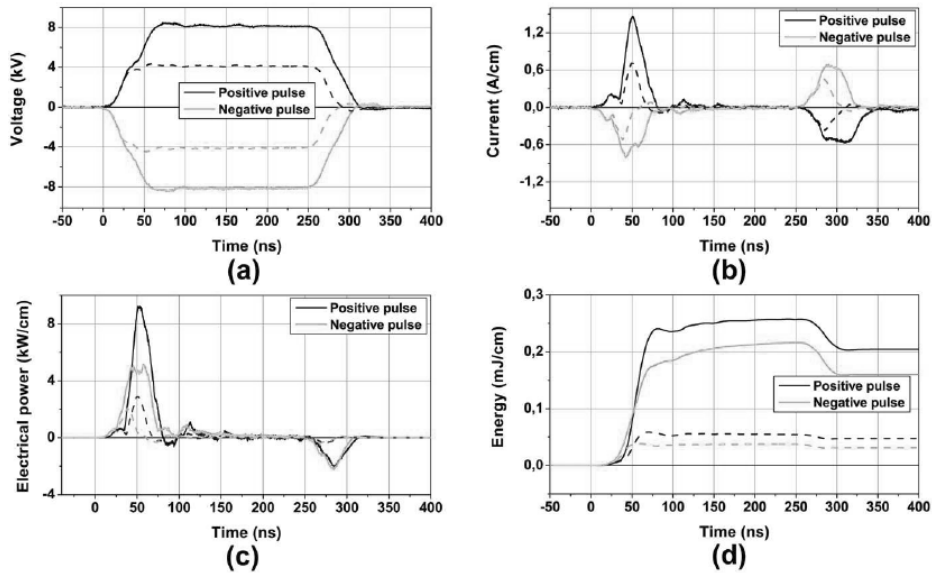 8
4
0
-4
-8
Voltage (kV)
Positive pulse
Negative pulse
-50 0 50 100 150 200 250 300 350 400
Time (ns)
(a)
1,2
0,6
0,0
-0,6
-1,2
Current (A/cm)
Positive pulse
Negative pulse
-50 0 50 100 150 200 250 300 350 400
Time (ns)
(b)
8
4
0
-4
Electrical power (kW/cm)
Positive pulse
Negative pulse
0 50 100 150 200 250 300 350 400
Time (ns)
(c)
0,3
0,2
0,1
0,0
Energy (mJ/cm)
Positive pulse
Negative pulse
-50 0 50 100 150 200 250 300 350 400
Time (ns)
(d)